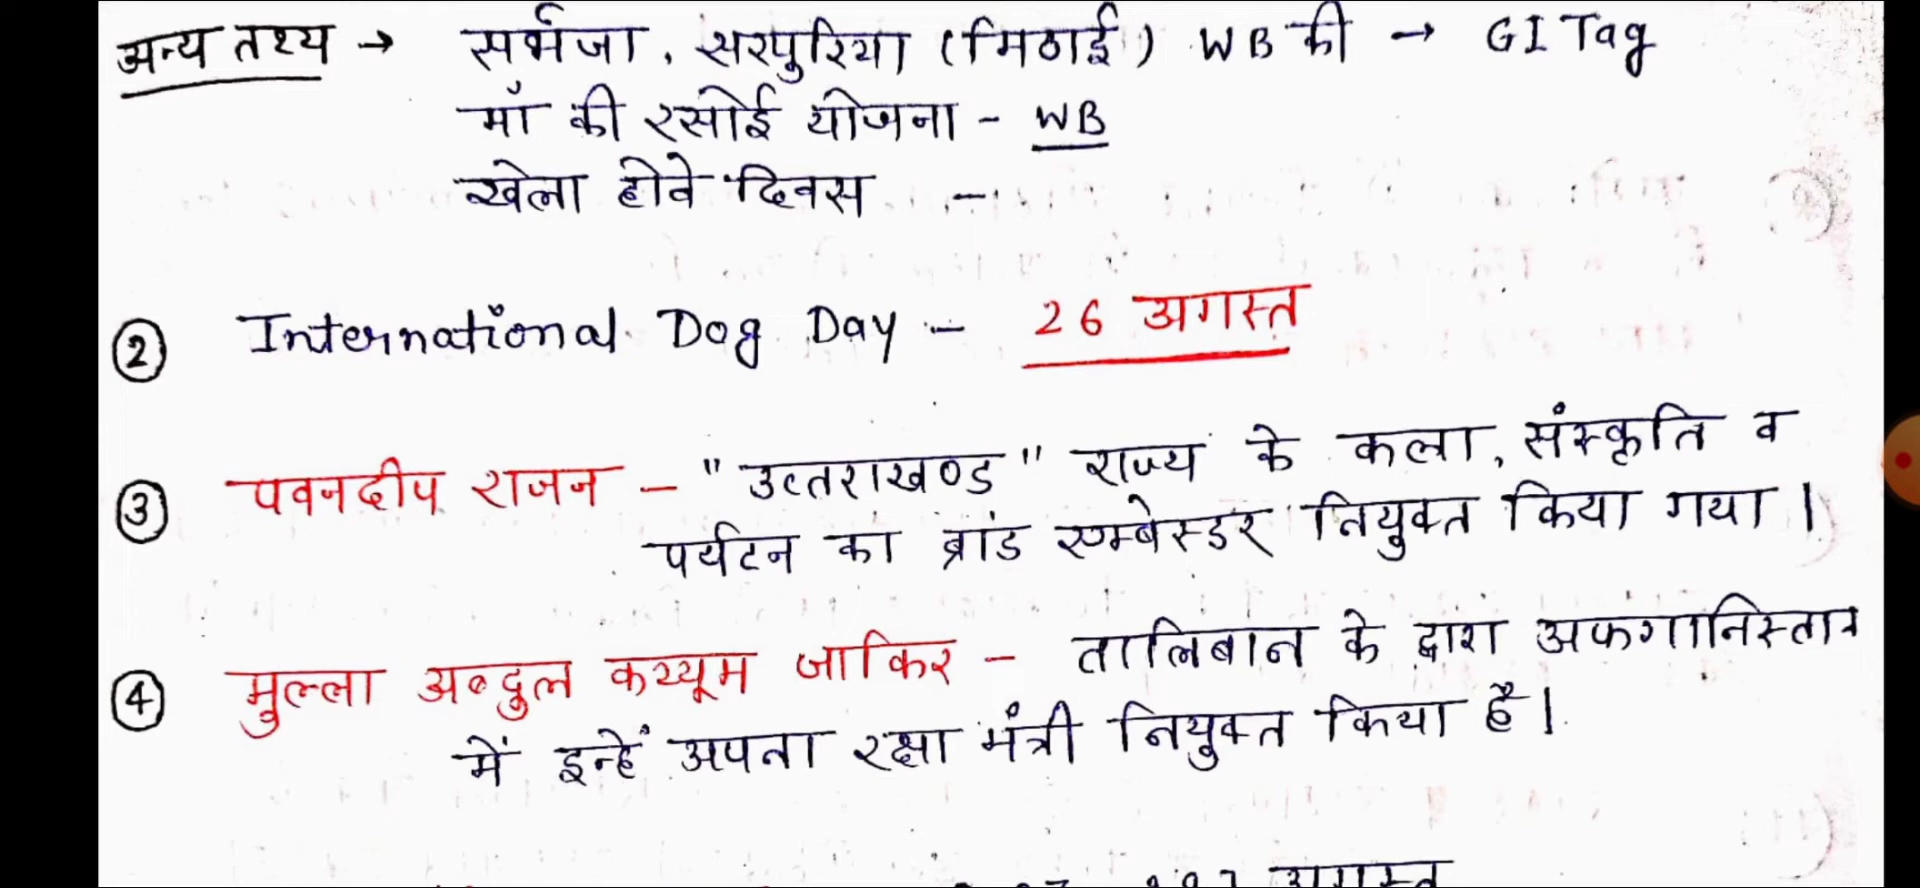 अन्य तथ्य → सर्भजा, सरपुरिया (मिठाई) WB की → GI Tag
माँ की रसोई योजना - WB
खेला होवे दिवस -
② International Dog Day - 26 अगस्त
③ पवनदीप राजन - "उत्तराखण्ड" राज्य के कला, संस्कृति व
पर्यटन का ब्रांड एम्बेस्डर नियुक्त किया गया।
④ मुल्ला अब्दुल कय्यूम जाकिर - तालिबान के द्वारा अफगानिस्तान
में इन्हें अपना रक्षा मंत्री नियुक्त किया है।
अगस्त